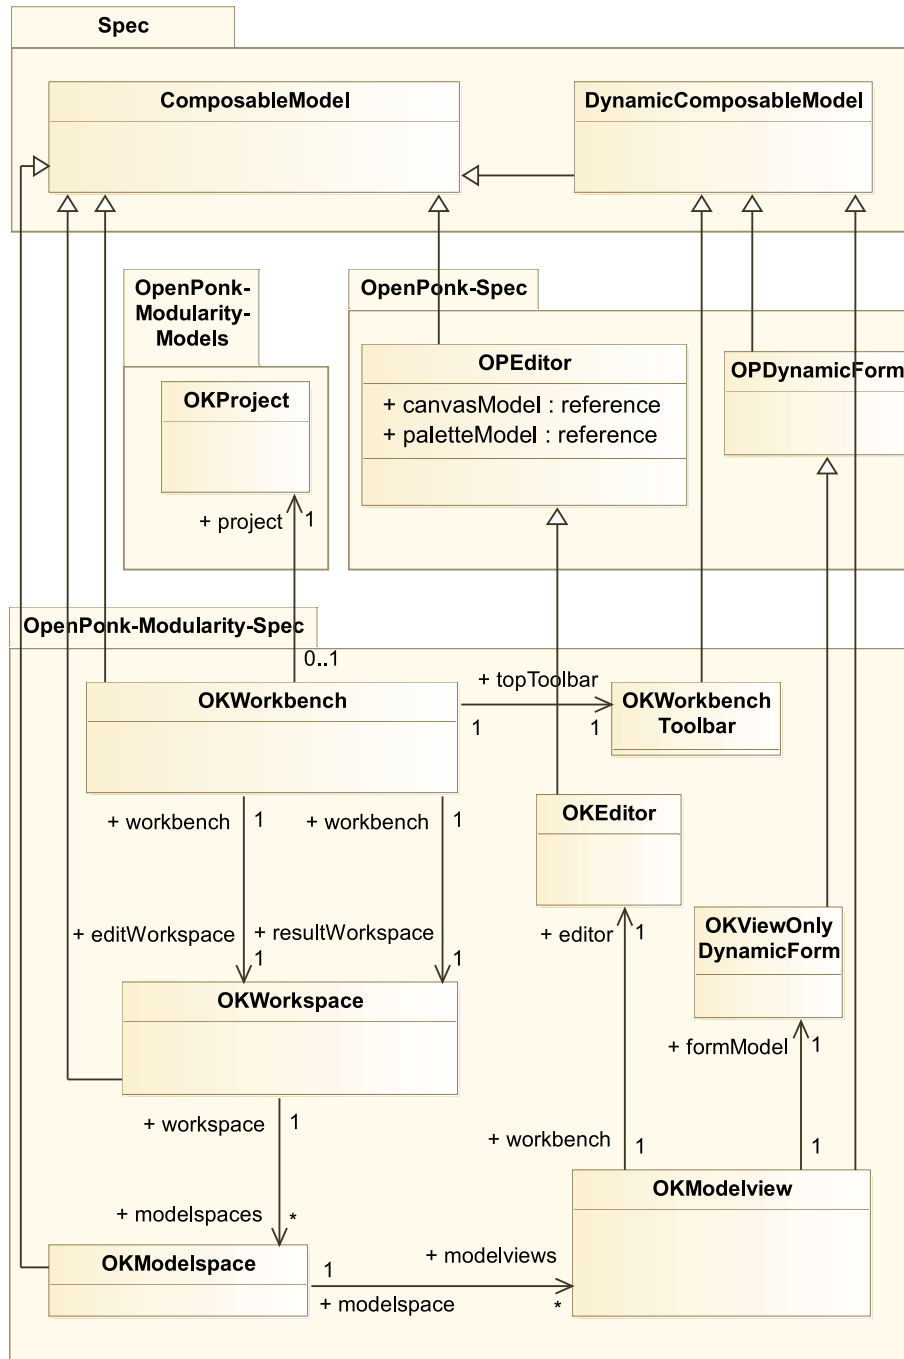 Spec
ComposableModel
DynamicComposableModel
OpenPonk-
Modularity-
Models
OpenPonk-Spec
OKProject
OPEditor
+ canvasModel : reference
+ paletteModel : reference
OPDynamicForm
+ project
1
OpenPonk-Modularity-Spec
0..1
OKWorkbench
+ topToolbar
1
1
OKWorkbench
Toolbar
+ workbench
1
+ workbench
1
OKEditor
+ editWorkspace
1
+ resultWorkspace
1
+ editor
1
OKViewOnly
DynamicForm
OKWorkspace
+ formModel
1
+ workspace
1
+ workbench
1
1
OKModelview
+ modelspaces
*
OKModelspace
1
+ modelspace
+ modelviews
*